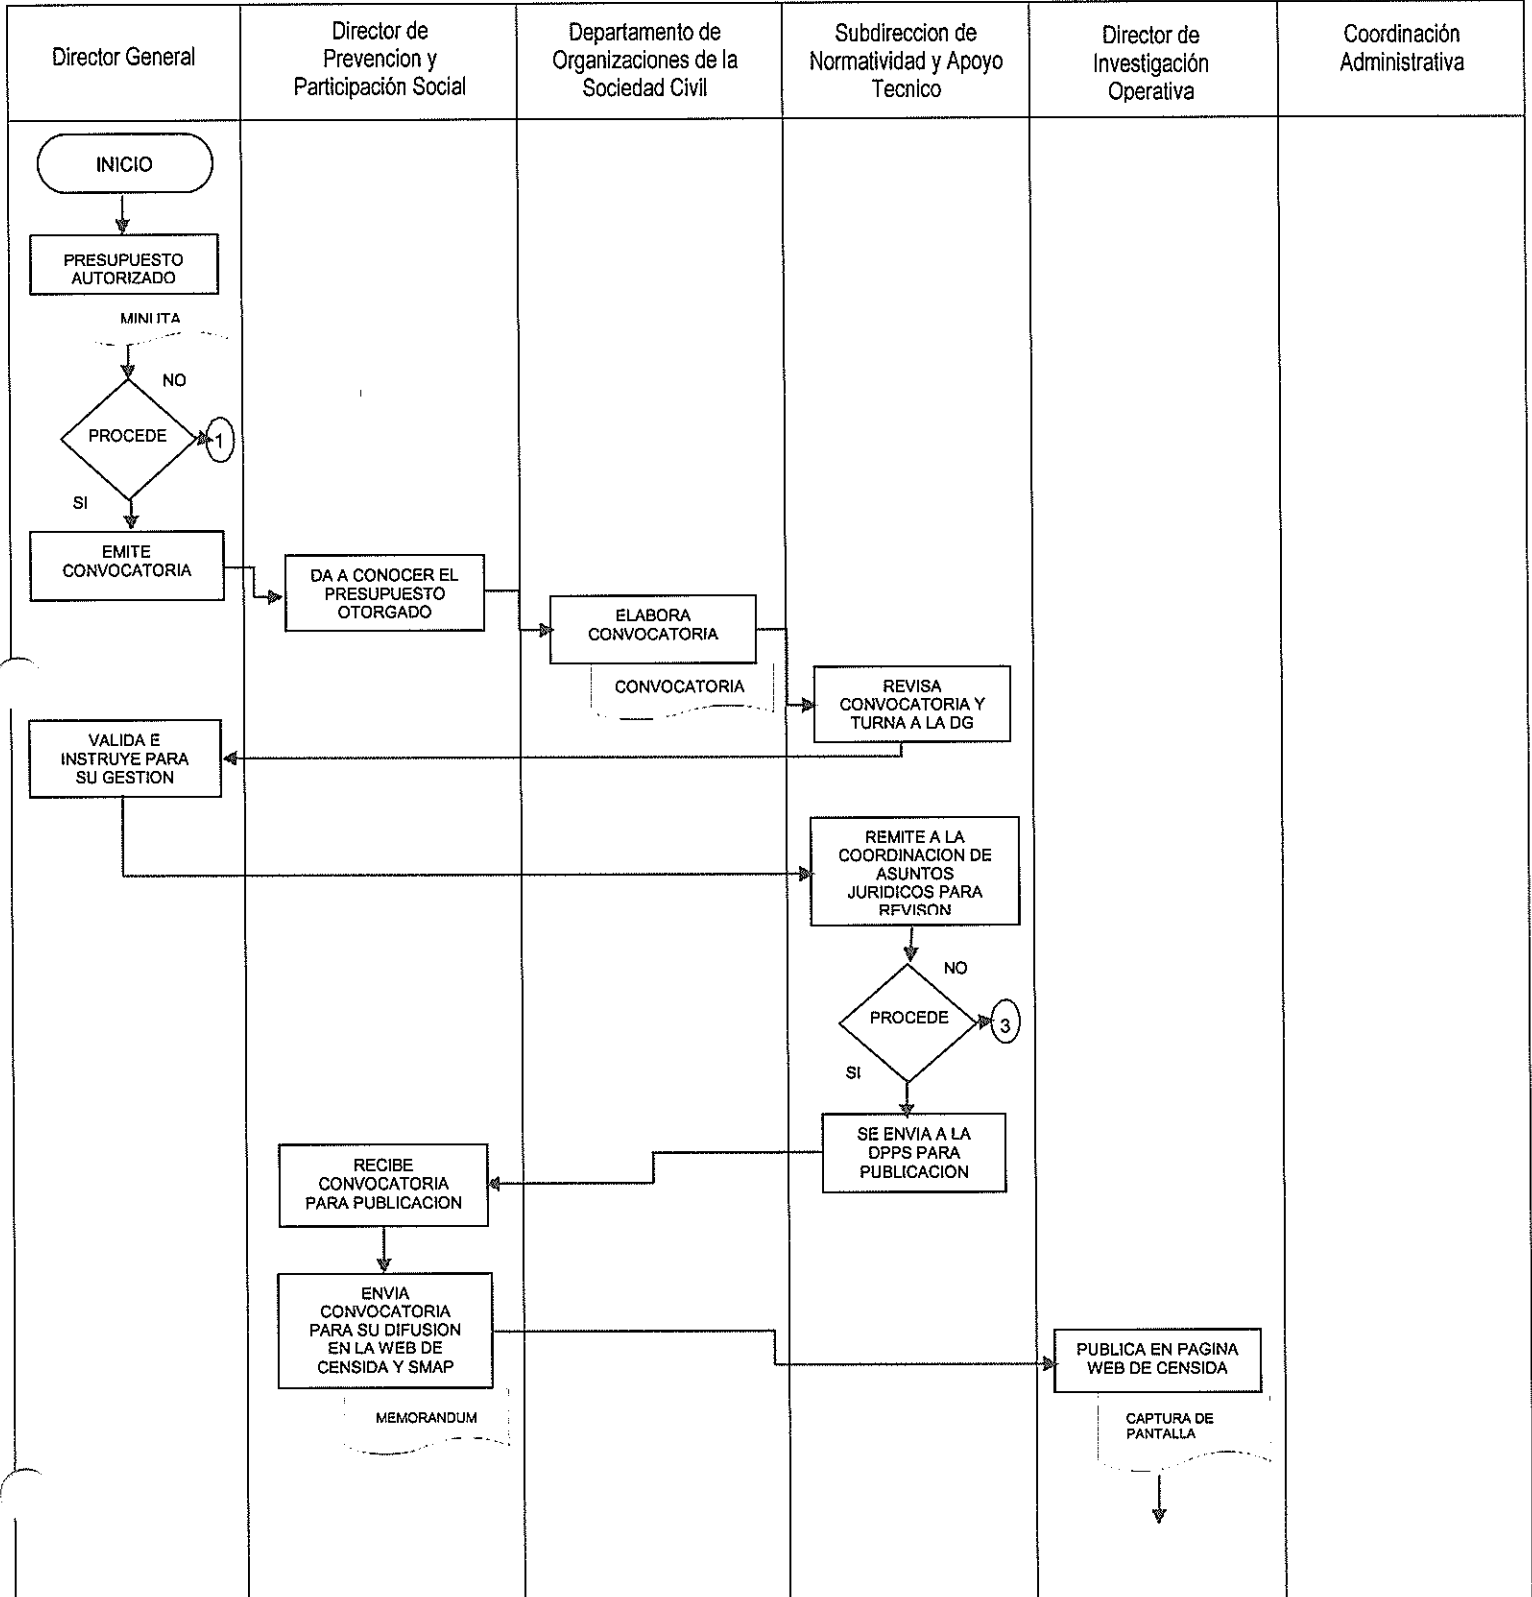 Director General
Director de
Prevencion y
Participación Social
Departamento de
Organizaciones de la
Sociedad Civil
Subdireccion de
Normatividad y Apoyo
Tecnico
Director de
Investigación
Operativa
Coordinación
Administrativa
INICIO
PRESUPUESTO
AUTORIZADO
MINUTA
NO
PROCEDE
1
SI
EMITE
CONVOCATORIA
DA A CONOCER EL
PRESUPUESTO
OTORGADO
ELABORA
CONVOCATORIA
CONVOCATORIA
REVISA
CONVOCATORIA Y
TURNA A LA DG
VALIDA E
INSTRUYE PARA
SU GESTION
REMITE A LA
COORDINACION DE
ASUNTOS
JURIDICOS PARA
REVISON
NO
PROCEDE
3
SI
SE ENVIA A LA
DPPS PARA
PUBLICACION
RECIBE
CONVOCATORIA
PARA PUBLICACION
ENVIA
CONVOCATORIA
PARA SU DIFUSION
EN LA WEB DE
CENSIDA Y SMAP
MEMORANDUM
PUBLICA EN PAGINA
WEB DE CENSIDA
CAPTURA DE
PANTALLA